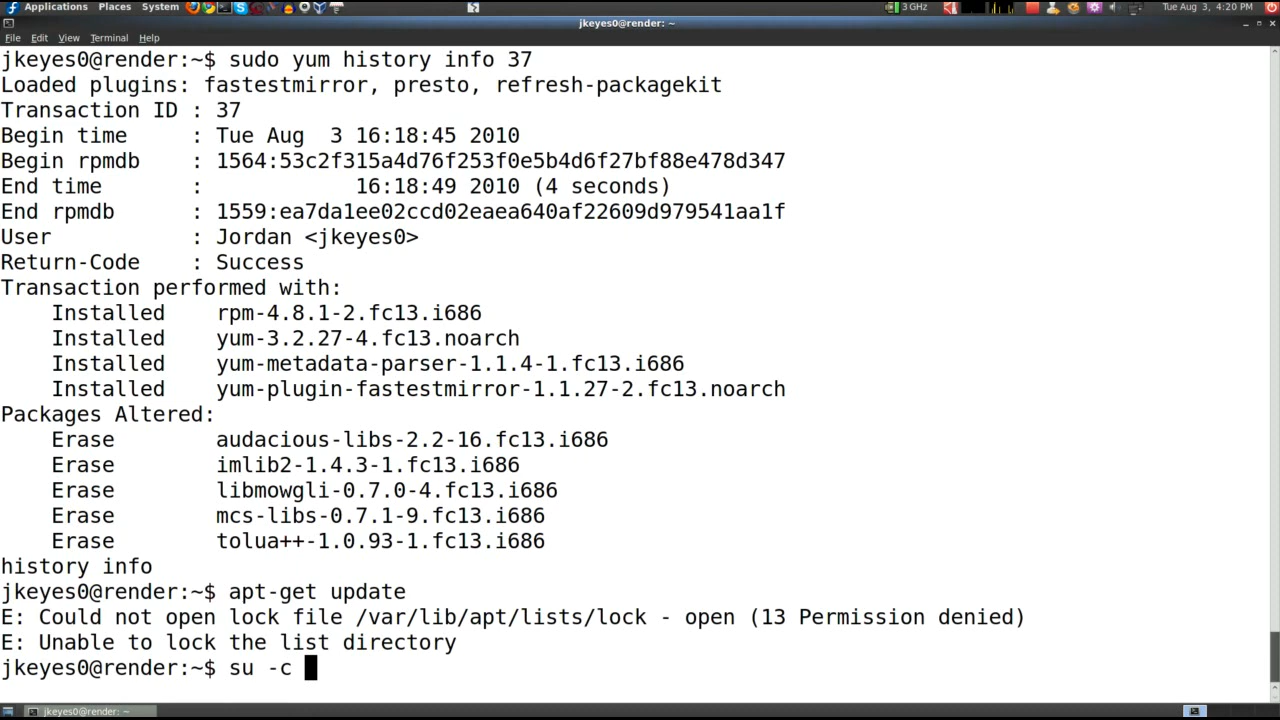 Applications Places System 3 GHz Tue Aug 3, 4:20 PM
jkeyes0@render: ~
File Edit View Terminal Help
jkeyes0@render:~$ sudo yum history info 37
Loaded plugins: fastestmirror, presto, refresh-packagekit
Transaction ID : 37
Begin time     : Tue Aug  3 16:18:45 2010
Begin rpmdb    : 1564:53c2f315a4d76f253f0e5b4d6f27bf88e478d347
End time       :            16:18:49 2010 (4 seconds)
End rpmdb      : 1559:ea7da1ee02ccd02eaea640af22609d979541aa1f
User           : Jordan <jkeyes0>
Return-Code    : Success
Transaction performed with:
    Installed    rpm-4.8.1-2.fc13.i686
    Installed    yum-3.2.27-4.fc13.noarch
    Installed    yum-metadata-parser-1.1.4-1.fc13.i686
    Installed    yum-plugin-fastestmirror-1.1.27-2.fc13.noarch
Packages Altered:
    Erase        audacious-libs-2.2-16.fc13.i686
    Erase        imlib2-1.4.3-1.fc13.i686
    Erase        libmowgli-0.7.0-4.fc13.i686
    Erase        mcs-libs-0.7.1-9.fc13.i686
    Erase        tolua++-1.0.93-1.fc13.i686
history info
jkeyes0@render:~$ apt-get update
E: Could not open lock file /var/lib/apt/lists/lock - open (13 Permission denied)
E: Unable to lock the list directory
jkeyes0@render:~$ su -c
jkeyes0@render: ~